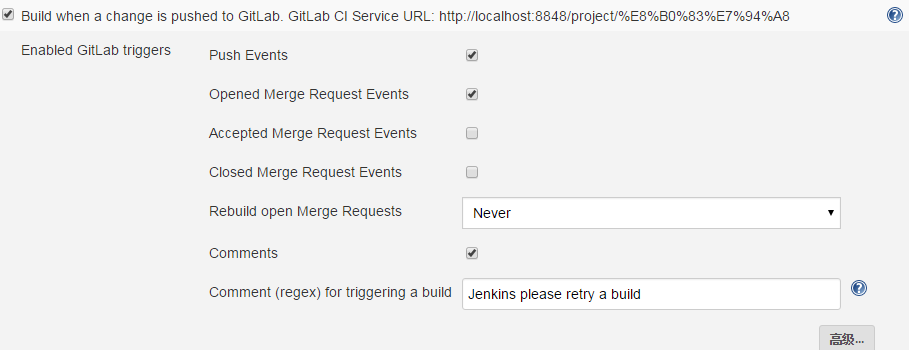 Build when a change is pushed to GitLab. GitLab CI Service URL: http://localhost:8848/project/%E8%B0%83%E7%94%A8
Enabled GitLab triggers
Push Events
Opened Merge Request Events
Accepted Merge Request Events
Closed Merge Request Events
Rebuild open Merge Requests Never
Comments
Comment (regex) for triggering a build Jenkins please retry a build
高级...